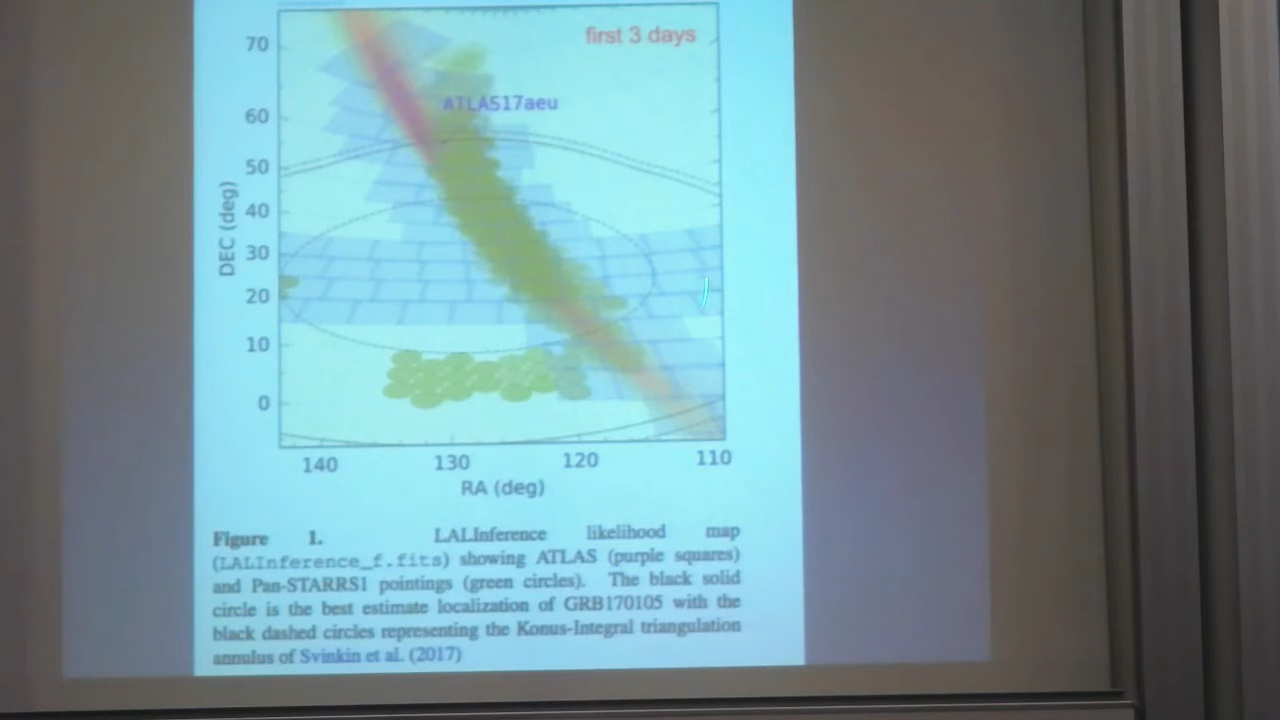 first 3 days
70
ATLAS17aeu
60
50
40
DEC (deg)
30
20
10
0
140 130 120 110
RA (deg)
Figure 1. LALInference likelihood map
(LALInference_f.fits) showing ATLAS (purple squares)
and Pan-STARRS1 pointings (green circles). The black solid
circle is the best estimate localization of GRB170105 with the
black dashed circles representing the Konus-Integral triangulation
annulus of Svinkin et al. (2017)